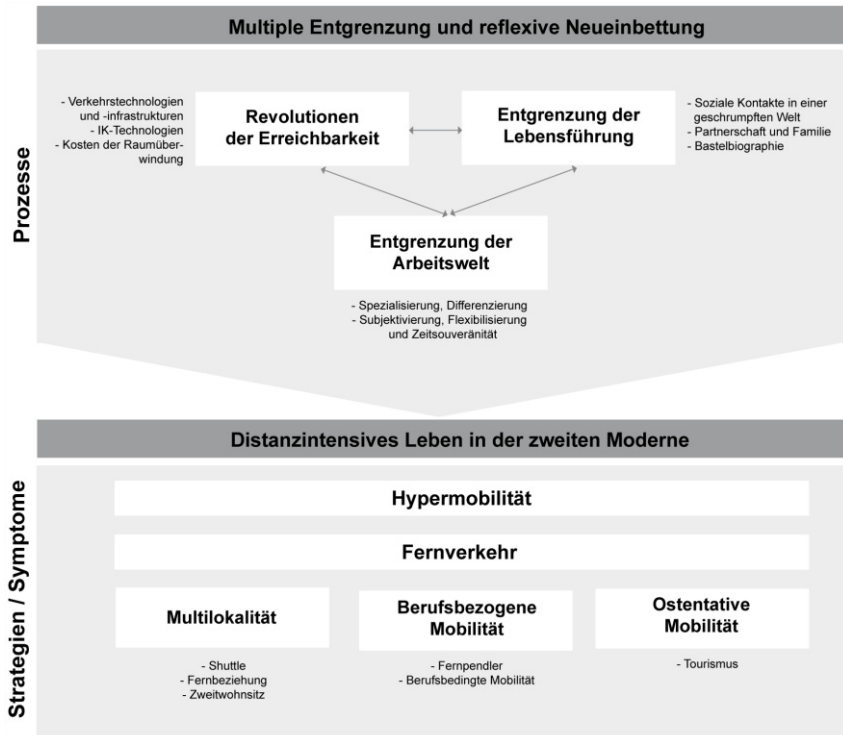 Multiple Entgrenzung und reflexive Neueinbettung
Prozesse
- Verkehrstechnologien
und -infrastrukturen
- IK-Technologien
- Kosten der Raumüber-
windung
Revolutionen
der Erreichbarkeit
Entgrenzung der
Lebensführung
- Soziale Kontakte in einer
geschrumpften Welt
- Partnerschaft und Familie
- Bastelbiographie
Entgrenzung der
Arbeitswelt
- Spezialisierung, Differenzierung
- Subjektivierung, Flexibilisierung
und Zeitsouveränität
Distanzintensives Leben in der zweiten Moderne
Strategien / Symptome
Hypermobilität
Fernverkehr
Multilokalität
- Shuttle
- Fernbeziehung
- Zweitwohnsitz
Berufsbezogene
Mobilität
- Fernpendler
- Berufsbedingte Mobilität
Ostentative
Mobilität
- Tourismus